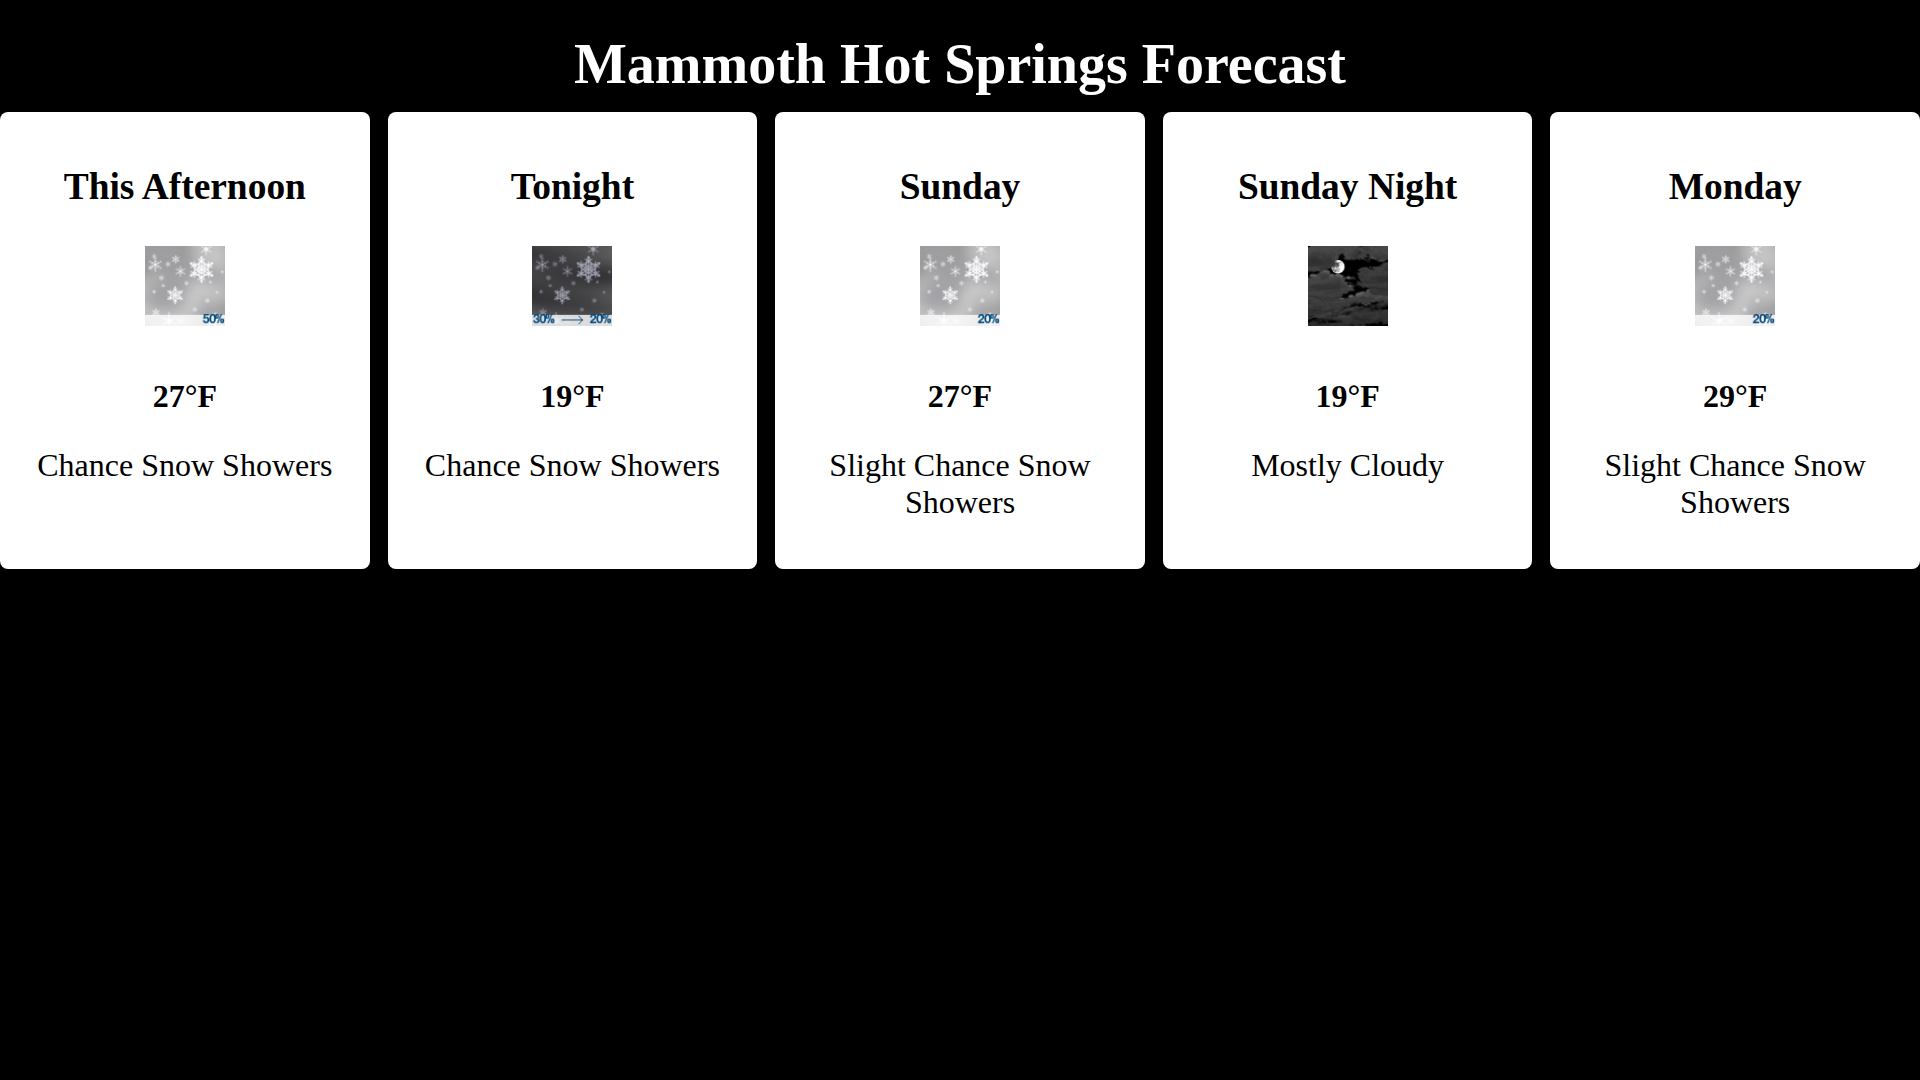 Mammoth Hot Springs Forecast
This Afternoon
50%
27°F
Chance Snow Showers
Tonight
30% → 20%
19°F
Chance Snow Showers
Sunday
20%
27°F
Slight Chance Snow
Showers
Sunday Night
19°F
Mostly Cloudy
Monday
20%
29°F
Slight Chance Snow
Showers